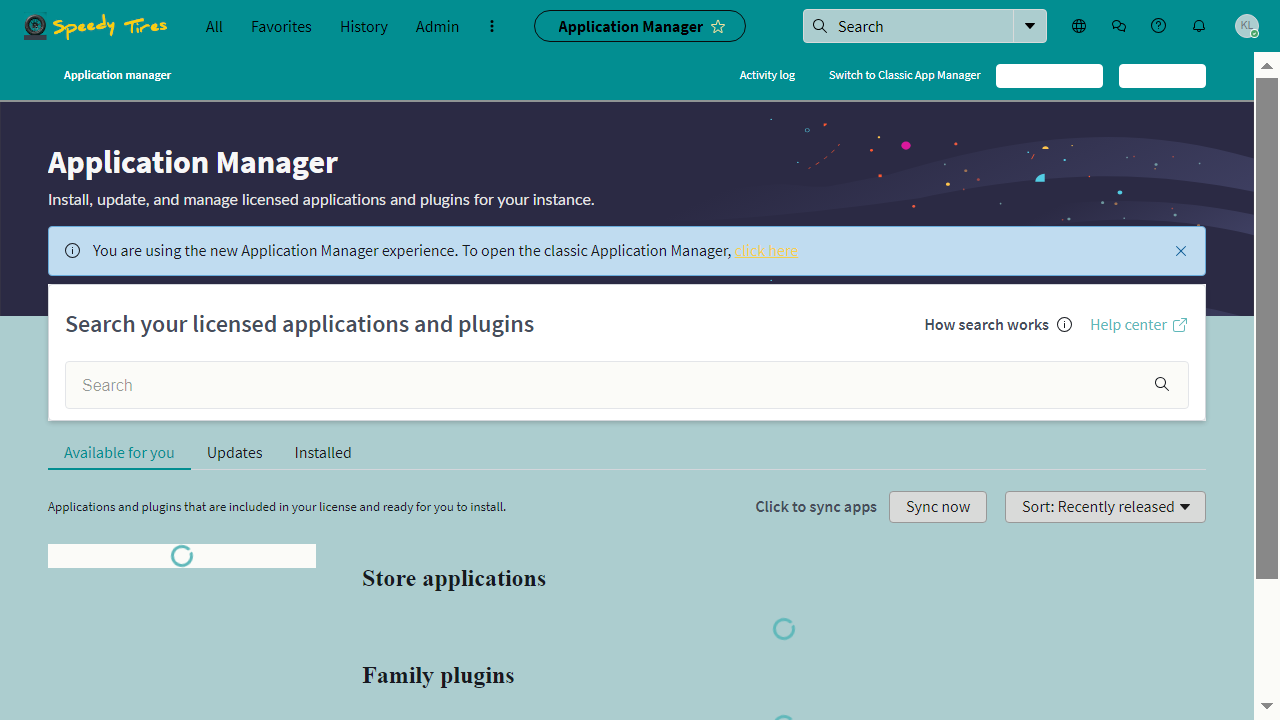 Speedy Tires All Favorites History Admin Application Manager Search KL
Application manager Activity log Switch to Classic App Manager
Application Manager
Install, update, and manage licensed applications and plugins for your instance.
You are using the new Application Manager experience. To open the classic Application Manager, click here
Search your licensed applications and plugins How search works Help center
Search
Available for you Updates Installed
Applications and plugins that are included in your license and ready for you to install. Click to sync apps Sync now Sort: Recently released
Store applications
Family plugins